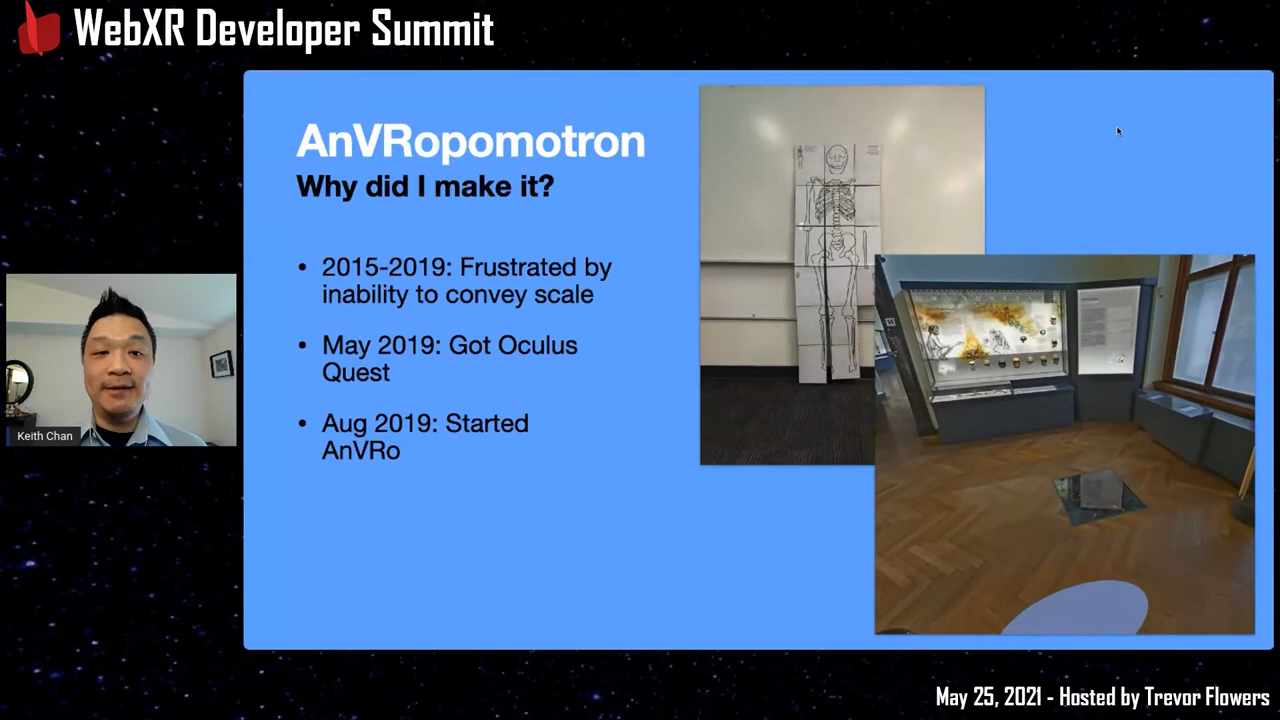 WebXR Developer Summit
AnVRopomotron
Why did I make it?
• 2015-2019: Frustrated by
inability to convey scale
• May 2019: Got Oculus
Quest
• Aug 2019: Started
AnVRo
Keith Chan
May 25, 2021 - Hosted by Trevor Flowers